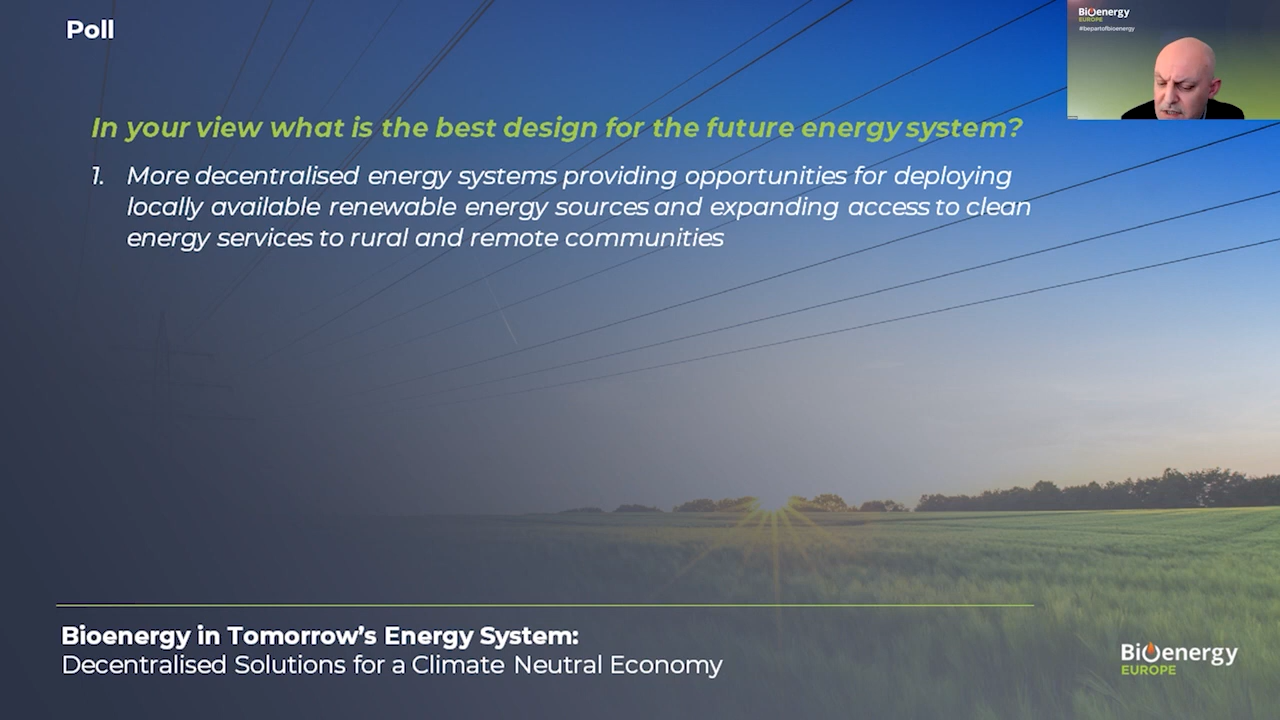 Poll
Bioenergy
EUROPE
#bepartofbioenergy
In your view what is the best design for the future energy system?
1. More decentralised energy systems providing opportunities for deploying
locally available renewable energy sources and expanding access to clean
energy services to rural and remote communities
Bioenergy in Tomorrow's Energy System:
Decentralised Solutions for a Climate Neutral Economy
Bioenergy
EUROPE